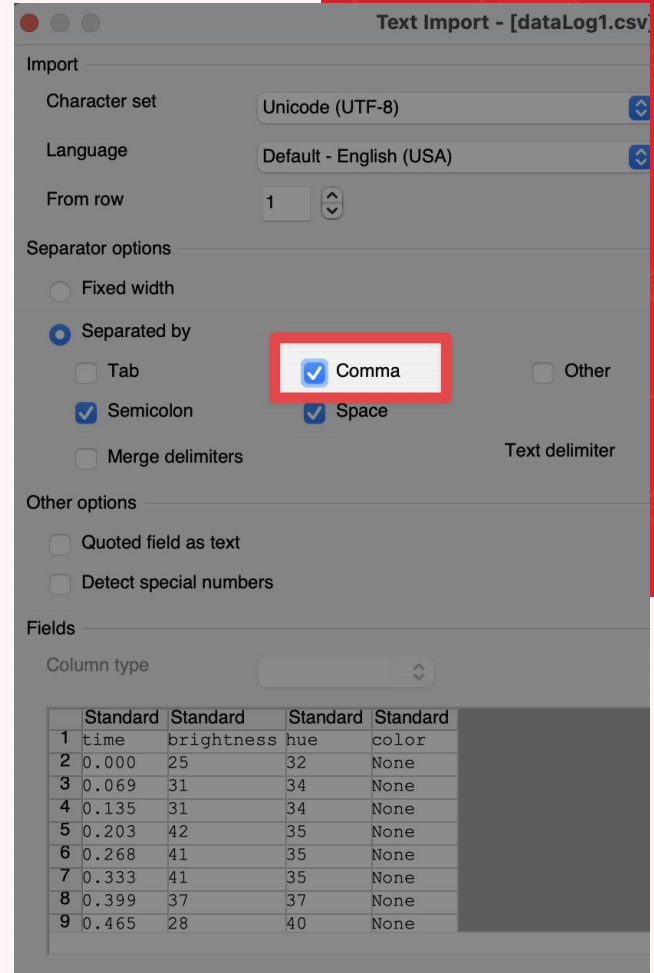 Text Import - [dataLog1.csv]
Import
Character set Unicode (UTF-8)
Language Default - English (USA)
From row 1
Separator options
Fixed width
Separated by
Tab Comma Other
Semicolon Space
Merge delimiters Text delimiter
Other options
Quoted field as text
Detect special numbers
Fields
Column type
Standard Standard Standard Standard
1 time brightness hue color
2 0.000 25 32 None
3 0.069 31 34 None
4 0.135 31 34 None
5 0.203 42 35 None
6 0.268 41 35 None
7 0.333 41 35 None
8 0.399 37 37 None
9 0.465 28 40 None